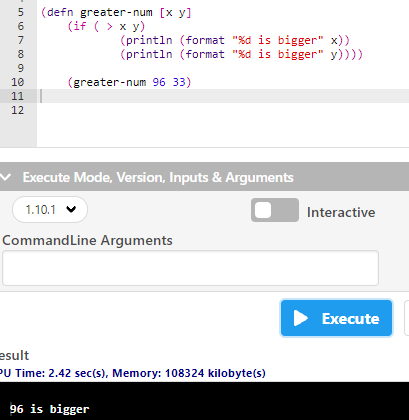 5 (defn greater-num [x y]
6 (if ( > x y)
7 (println (format "%d is bigger" x))
8 (println (format "%d is bigger" y))))
9
10 (greater-num 96 33)
11
12
Execute Mode, Version, Inputs & Arguments
1.10.1
Interactive
CommandLine Arguments
Execute
esult
PU Time: 2.42 sec(s), Memory: 108324 kilobyte(s)
96 is bigger